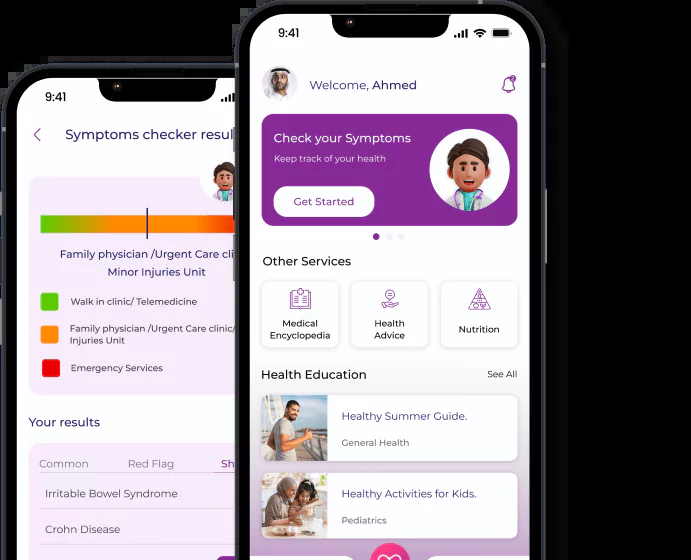 9:41
Symptoms checker
Family physician /Urgent Care
Minor Injuries Unit
Walk in clinic/ Telemedicine
Family physician /Urgent Care clinic/
Injuries Unit
Emergency Services
Your results
Common
Red Flag
Irritable Bowel Syndrome
Crohn Disease
9:41
Welcome, Ahmed
Check your Symptoms
Keep track of your health
Get Started
Other Services
Medical
Encyclopedia
Health
Advice
Nutrition
Health Education
See All
Healthy Summer Guide.
General Health
Healthy Activities for Kids.
Pediatrics